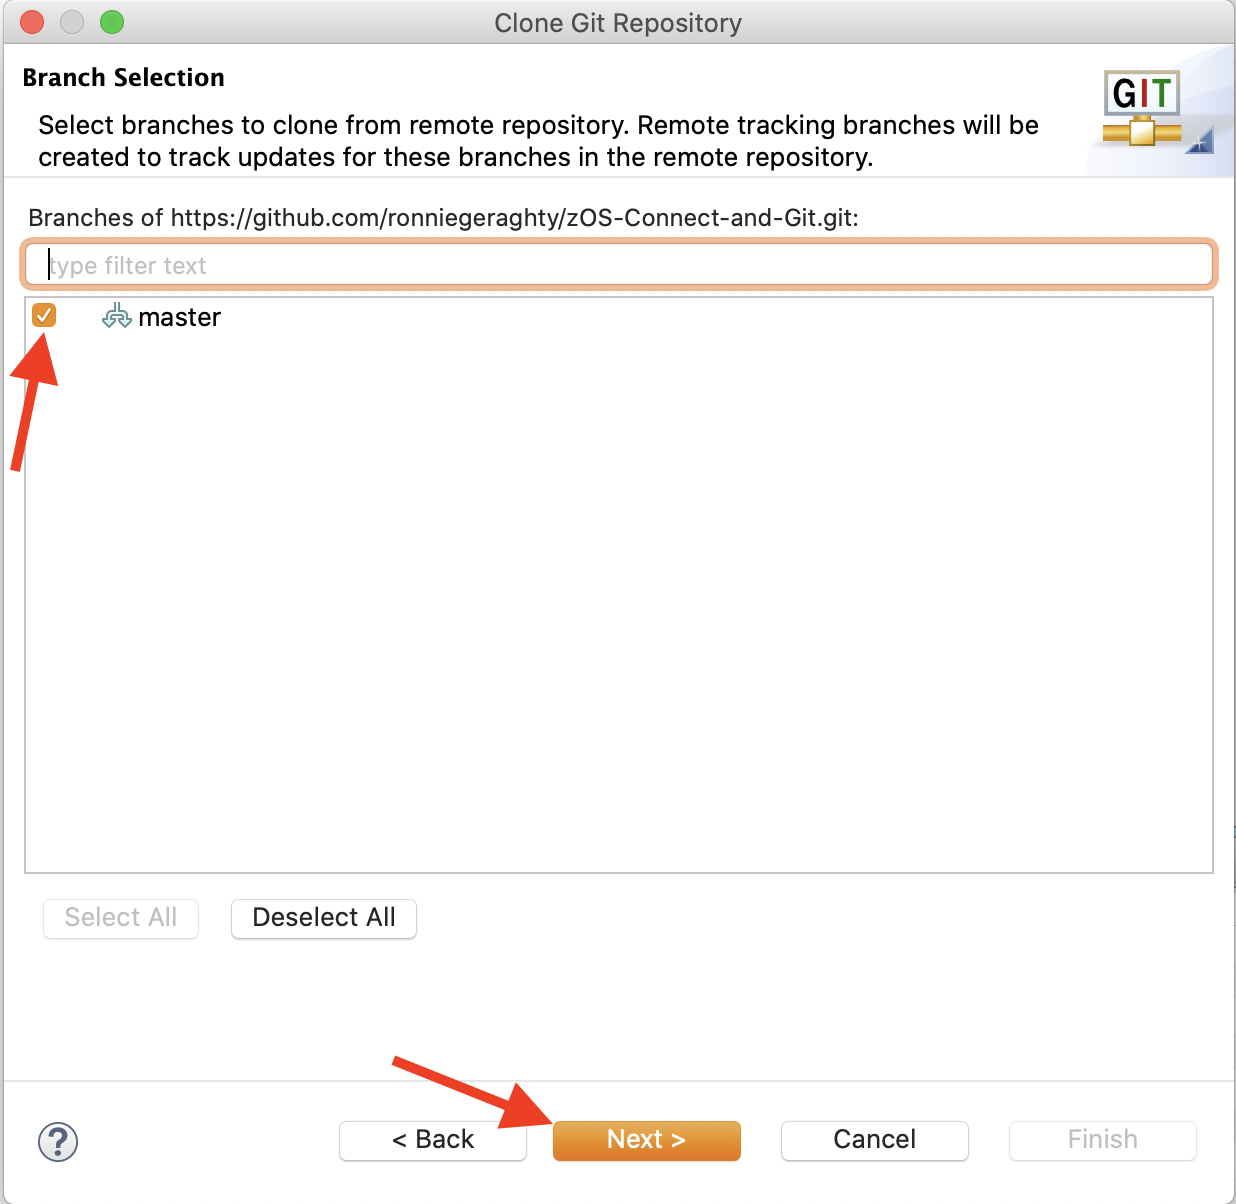 Clone Git Repository
Branch Selection
GIT
Select branches to clone from remote repository. Remote tracking branches will be
created to track updates for these branches in the remote repository.
Branches of https://github.com/ronniegeraghty/zOS-Connect-and-Git.git:
type filter text
master
Select All
Deselect All
?
< Back
Next >
Cancel
Finish